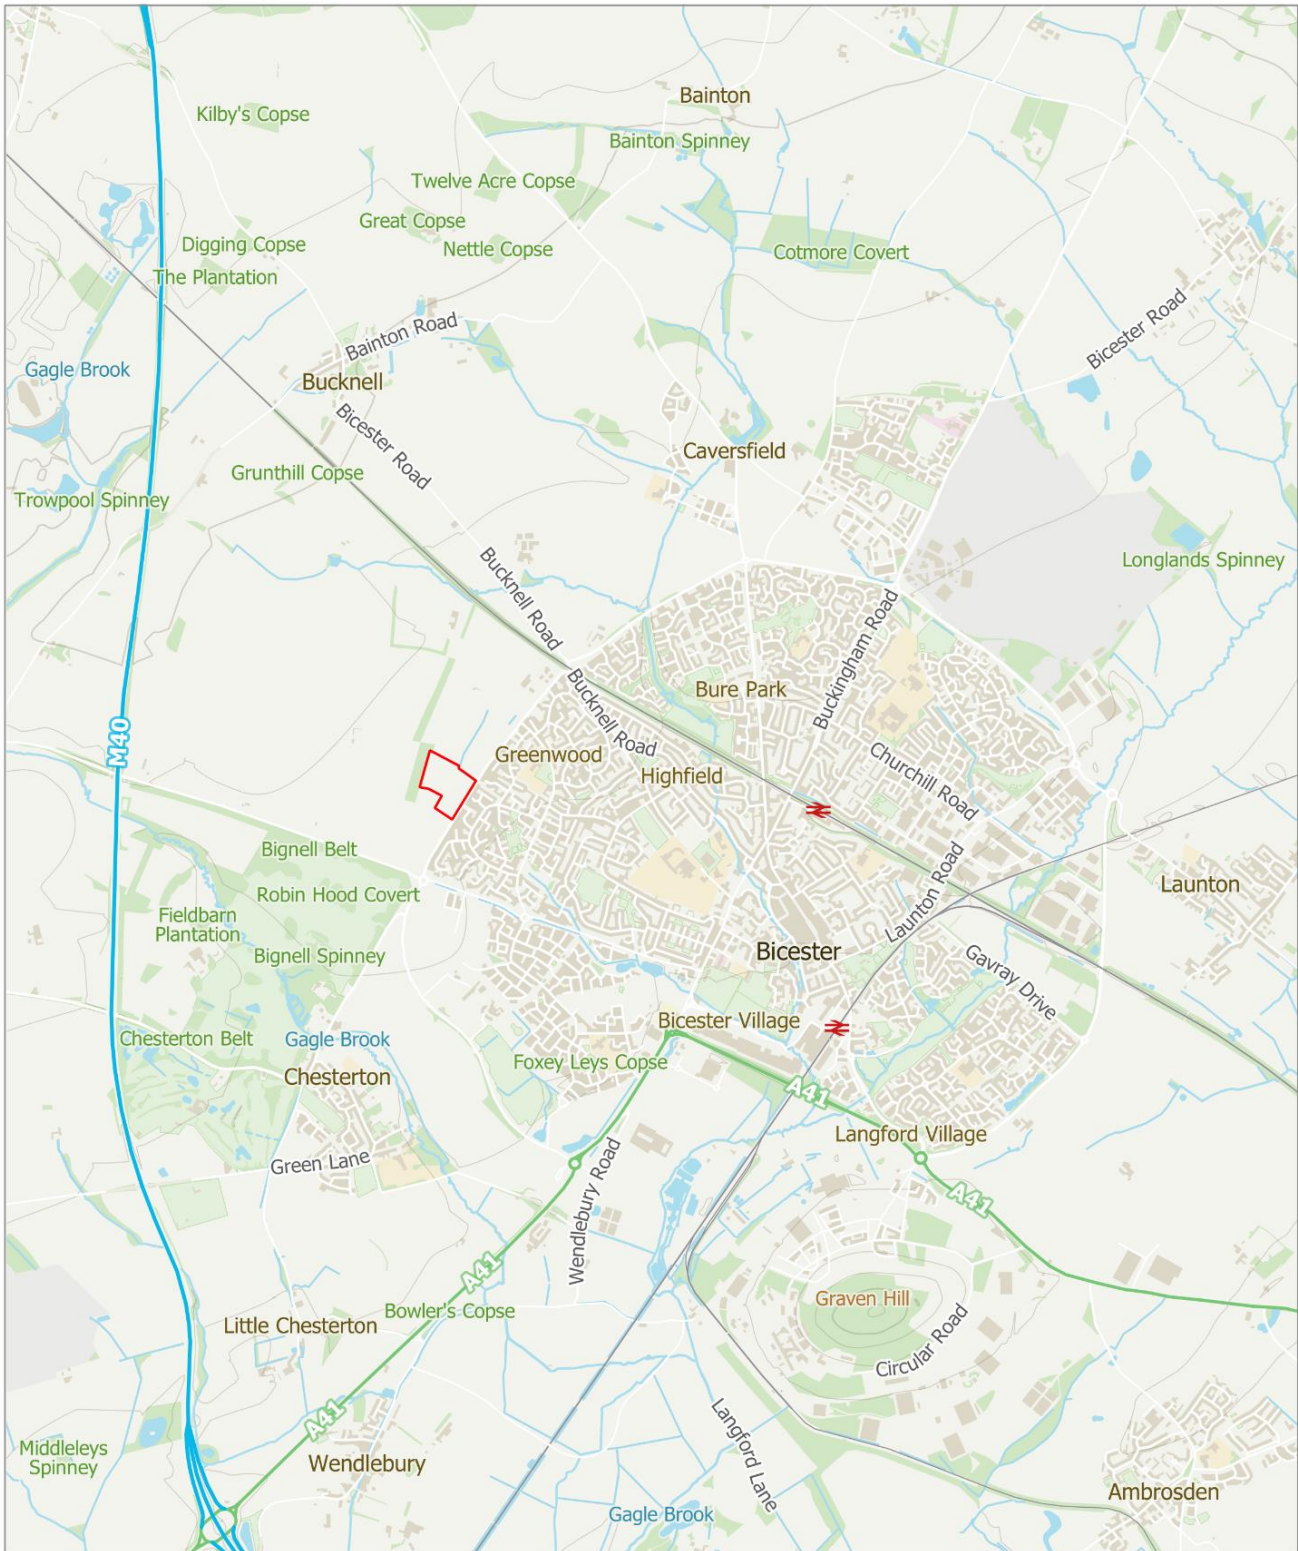 Bainton
Kilby's Copse
Bainton Spinney
Twelve Acre Copse
Great Copse
Digging Copse
Nettle Copse
Cotmore Covert
The Plantation
Bicester Road
Bainton Road
Gagle Brook
Bucknell
Bicester Road
Caversfield
Grunthill Copse
Trowpool Spinney
Longlands Spinney
Bucknell Road
Buckingham Road
Bure Park
Bucknell Road
M40
Greenwood
Highfield
Churchill Road
Bignell Belt
Robin Hood Covert
Launton Road
Launton
Fieldbarn
Plantation
Bignell Spinney
Bicester
Gavray Drive
Bicester Village
Chesterton Belt
Gagle Brook
Foxey Leys Copse
Chesterton
A41
Langford Village
Green Lane
A41
Wendlebury Road
A41
Graven Hill
Bowler's Copse
Little Chesterton
Circular Road
A41
Langford Lane
Middleleys
Spinney
Wendlebury
Ambrosden
Gagle Brook